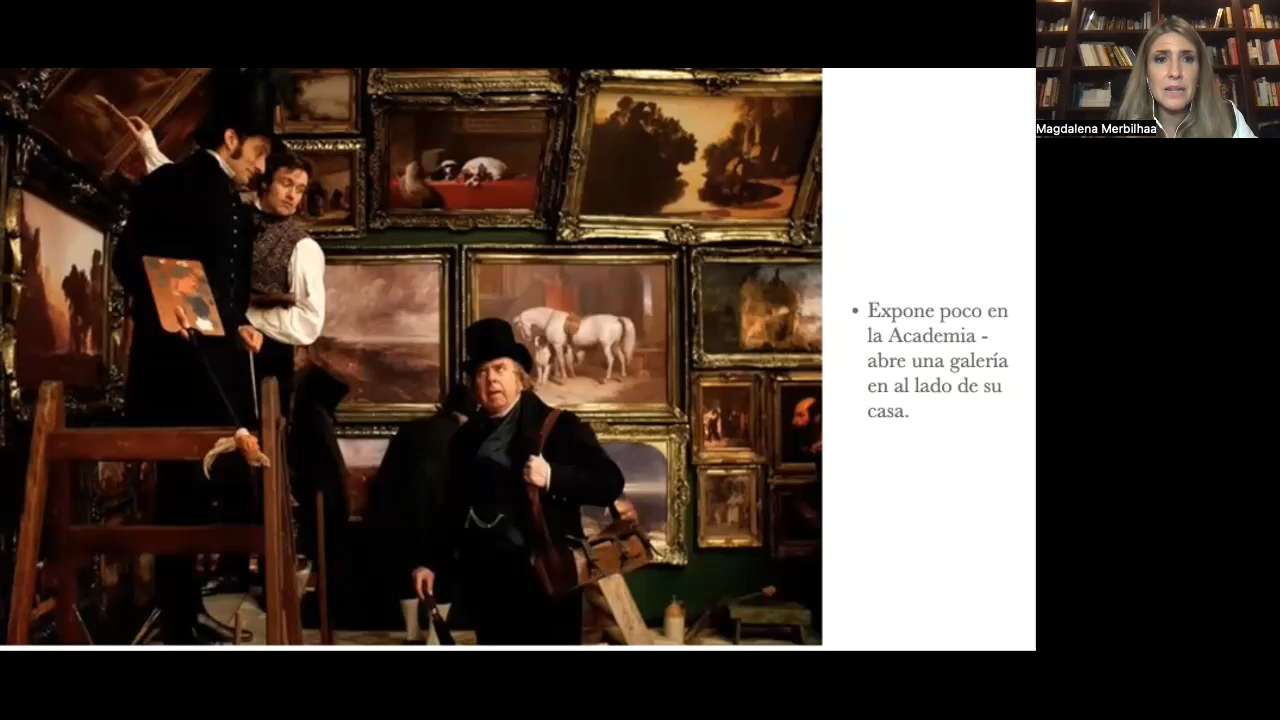 Magdalena Merbilhaa
• Expone poco en
la Academia -
abre una galería
en al lado de su
casa.